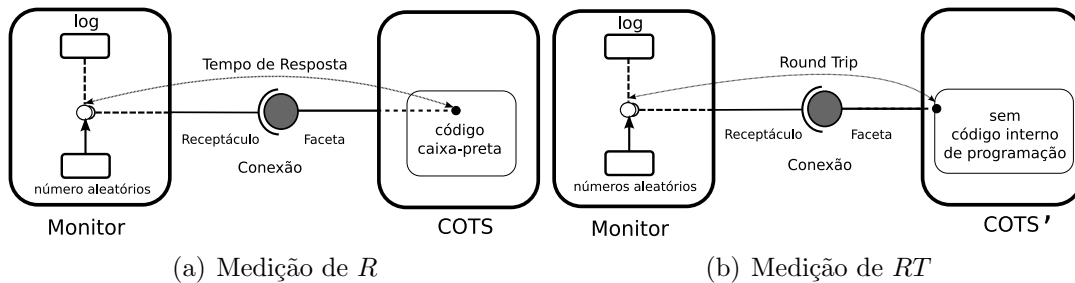 log
Tempo de Resposta
Receptáculo
Faceta
Conexão
código
caixa-preta
número aleatórios
Monitor
COTS
(a) Medição de R
log
Round Trip
Receptáculo
Faceta
Conexão
sem
código interno
de programação
números aleatórios
Monitor
COTS'
(b) Medição de RT